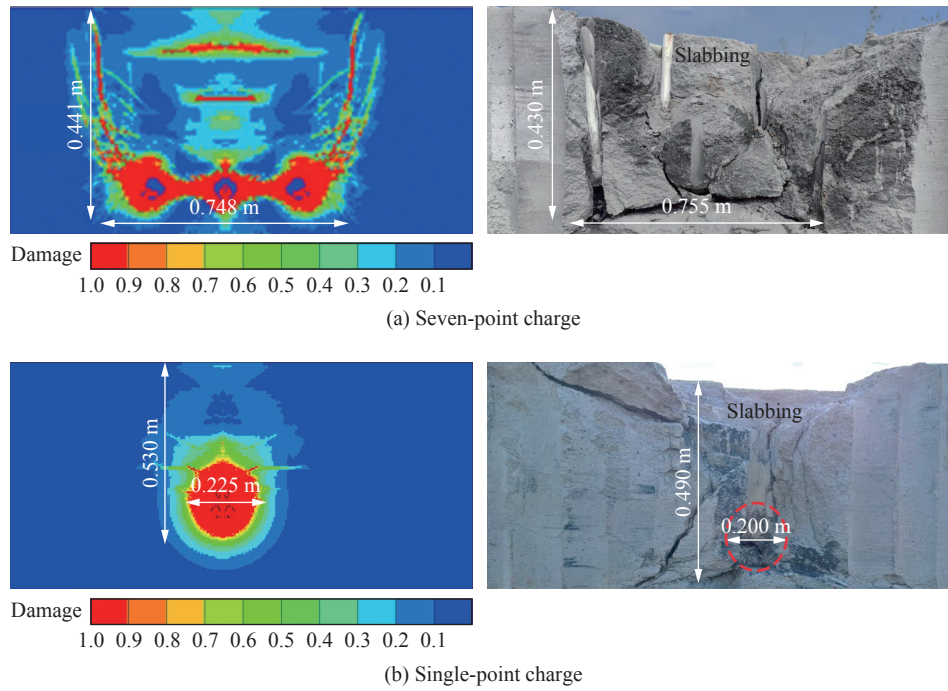 0.441 m
0.748 m
Slabbing
0.430 m
0.755 m
Damage
1.0 0.9 0.8 0.7 0.6 0.5 0.4 0.3 0.2 0.1
(a) Seven-point charge
0.530 m
0.225 m
Slabbing
0.490 m
0.200 m
Damage
1.0 0.9 0.8 0.7 0.6 0.5 0.4 0.3 0.2 0.1
(b) Single-point charge